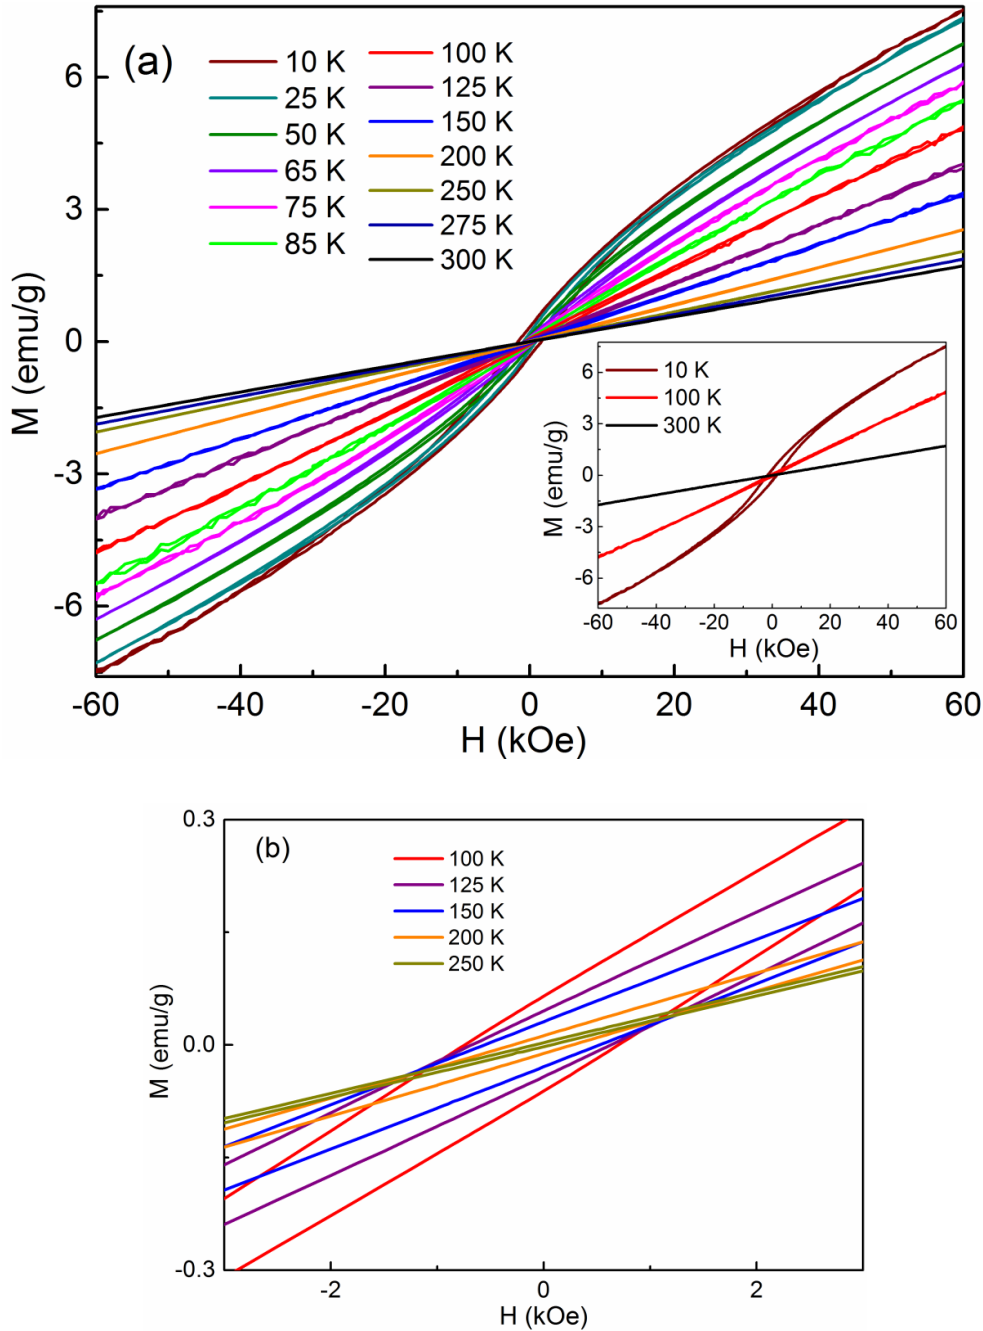 (a)
10 K
25 K
50 K
65 K
75 K
85 K
100 K
125 K
150 K
200 K
250 K
275 K
300 K
6
3
0
-3
-6
M (emu/g)
-60 -40 -20 0 20 40 60
H (kOe)
10 K
100 K
300 K
6
3
0
-3
-6
M (emu/g)
-60 -40 -20 0 20 40 60
H (kOe)
(b)
100 K
125 K
150 K
200 K
250 K
0.3
0.0
-0.3
M (emu/g)
-2 0 2
H (kOe)